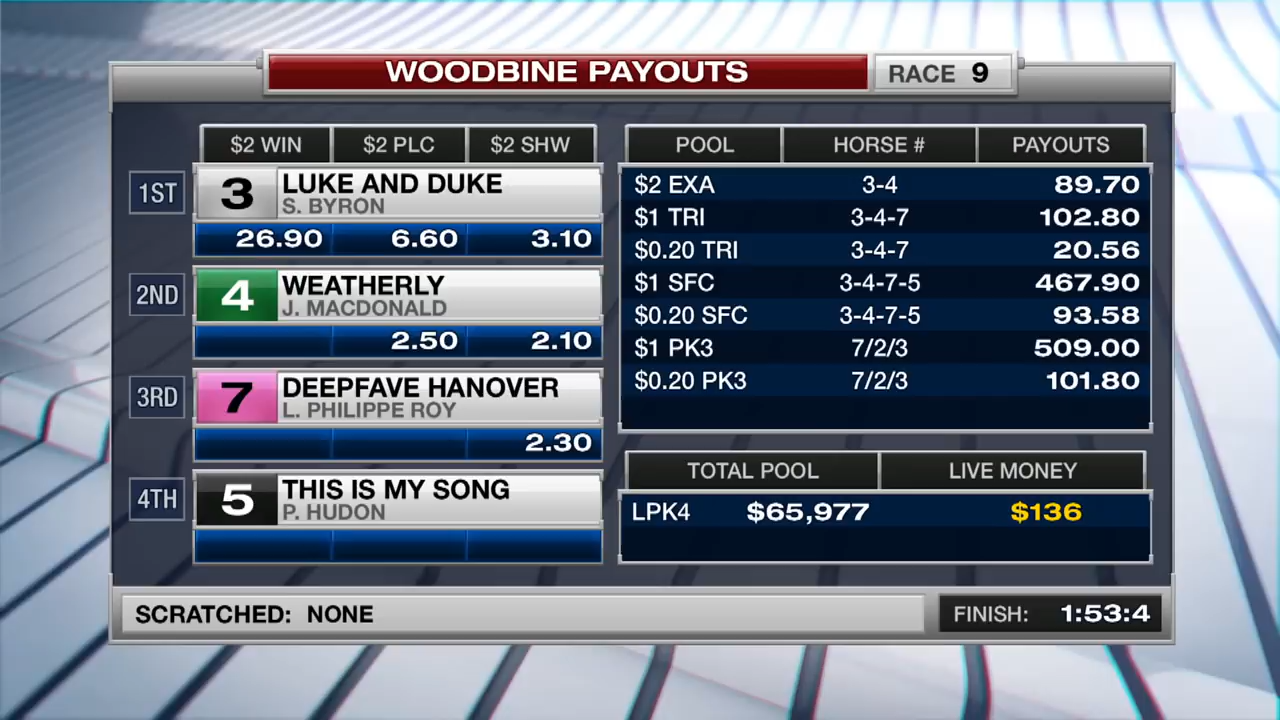 WOODBINE PAYOUTS RACE 9
$2 WIN $2 PLC $2 SHW
1ST 3 LUKE AND DUKE
S. BYRON
26.90 6.60 3.10
2ND 4 WEATHERLY
J. MACDONALD
2.50 2.10
3RD 7 DEEPFAVE HANOVER
L. PHILIPPE ROY
2.30
4TH 5 THIS IS MY SONG
P. HUDON
POOL HORSE # PAYOUTS
$2 EXA 3-4 89.70
$1 TRI 3-4-7 102.80
$0.20 TRI 3-4-7 20.56
$1 SFC 3-4-7-5 467.90
$0.20 SFC 3-4-7-5 93.58
$1 PK3 7/2/3 509.00
$0.20 PK3 7/2/3 101.80
TOTAL POOL LIVE MONEY
LPK4 $65,977 $136
SCRATCHED: NONE
FINISH: 1:53:4